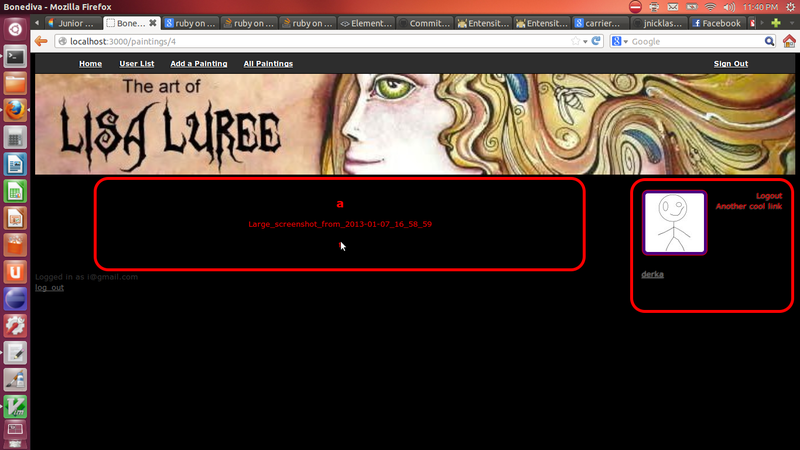 Bonediva - Mozilla Firefox
11:40 PM
Junior
Bone...
ruby on
ruby on
ruby on
<> Element...
Commit...
Entensit...
Entensit...
carrier...
jnicklas...
Facebook
localhost:3000/paintings/4
Google
Home User List Add a Painting All Paintings Sign Out
The art of
LISA LUREE
a
Large_screenshot_from_2013-01-07_16_58_59
Logout
Another cool link
derka
Logged in as i@gmail.com
log out